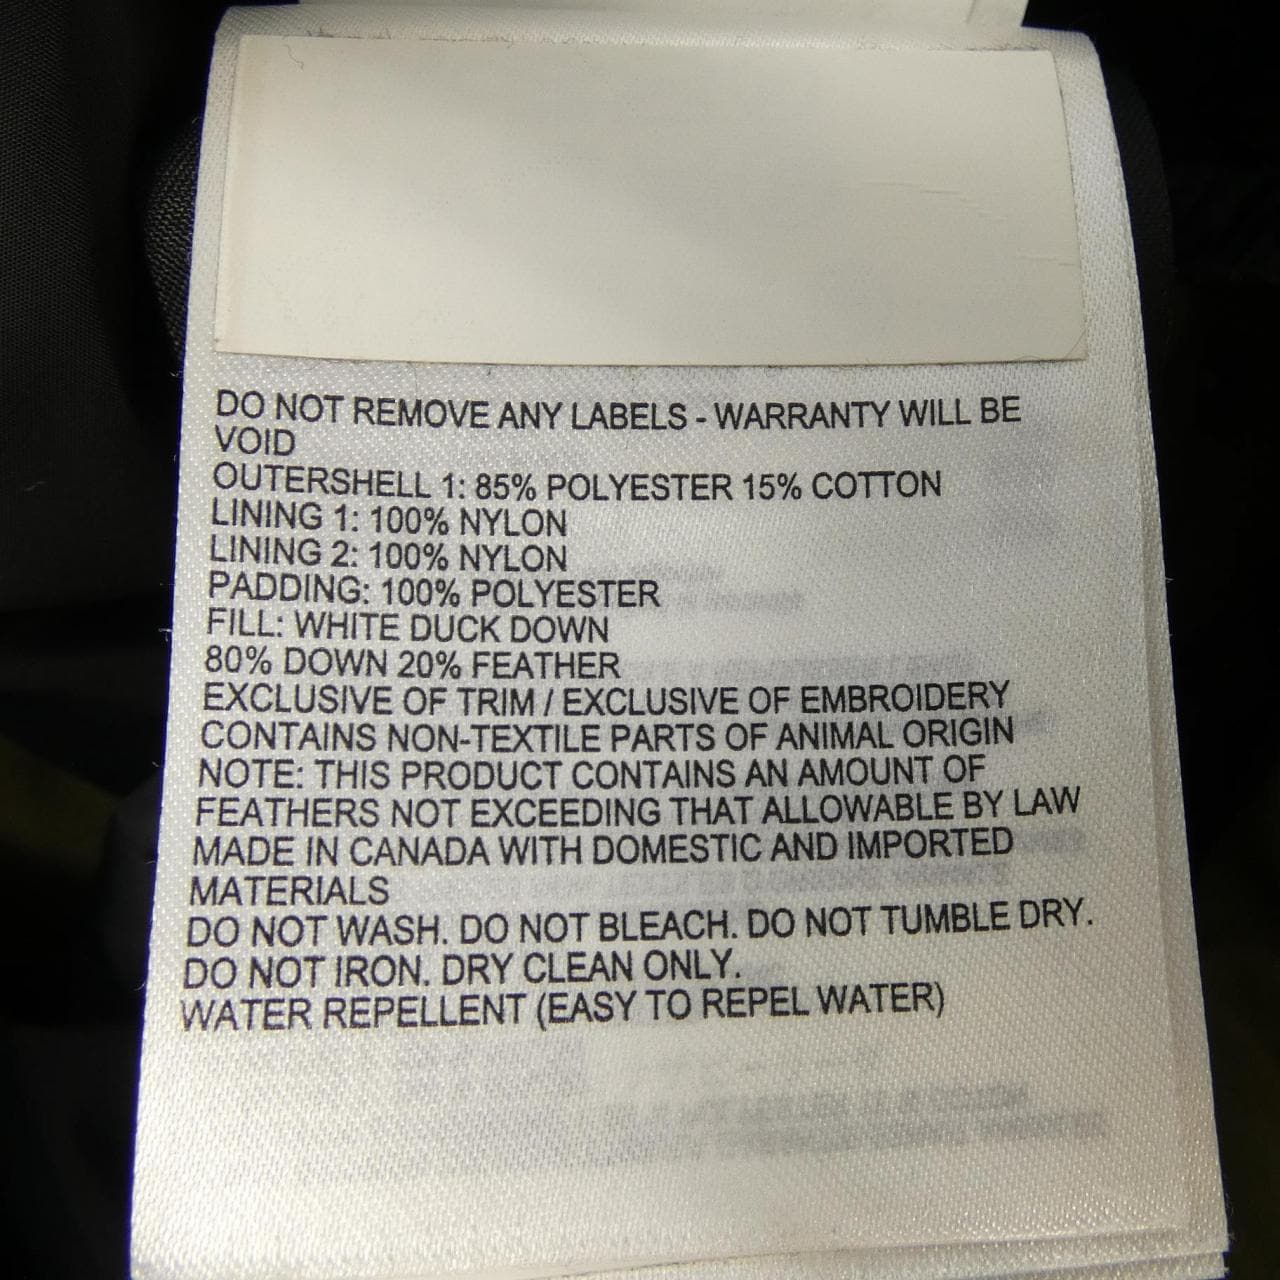 DO NOT REMOVE ANY LABELS - WARRANTY WILL BE
VOID
OUTERSHELL 1: 85% POLYESTER 15% COTTON
LINING 1: 100% NYLON
LINING 2: 100% NYLON
PADDING: 100% POLYESTER
FILL: WHITE DUCK DOWN
80% DOWN 20% FEATHER
EXCLUSIVE OF TRIM / EXCLUSIVE OF EMBROIDERY
CONTAINS NON-TEXTILE PARTS OF ANIMAL ORIGIN
NOTE: THIS PRODUCT CONTAINS AN AMOUNT OF
FEATHERS NOT EXCEEDING THAT ALLOWABLE BY LAW
MADE IN CANADA WITH DOMESTIC AND IMPORTED
MATERIALS
DO NOT WASH. DO NOT BLEACH. DO NOT TUMBLE DRY.
DO NOT IRON. DRY CLEAN ONLY.
WATER REPELLENT (EASY TO REPEL WATER)